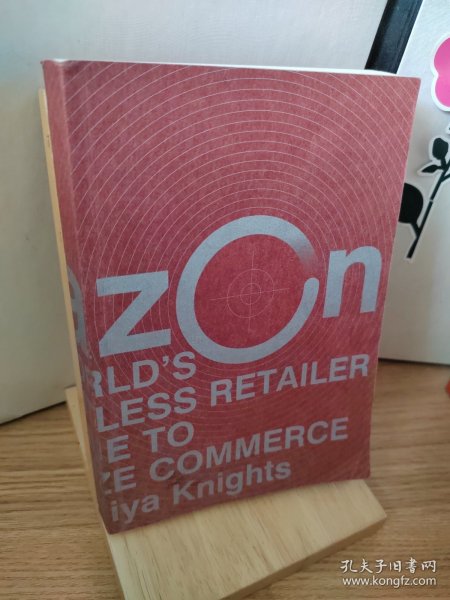 azon
RLD'S
LESS RETAILER
E TO
ZE COMMERCE
iya Knights
孔夫子旧书网
www.kongfz.com